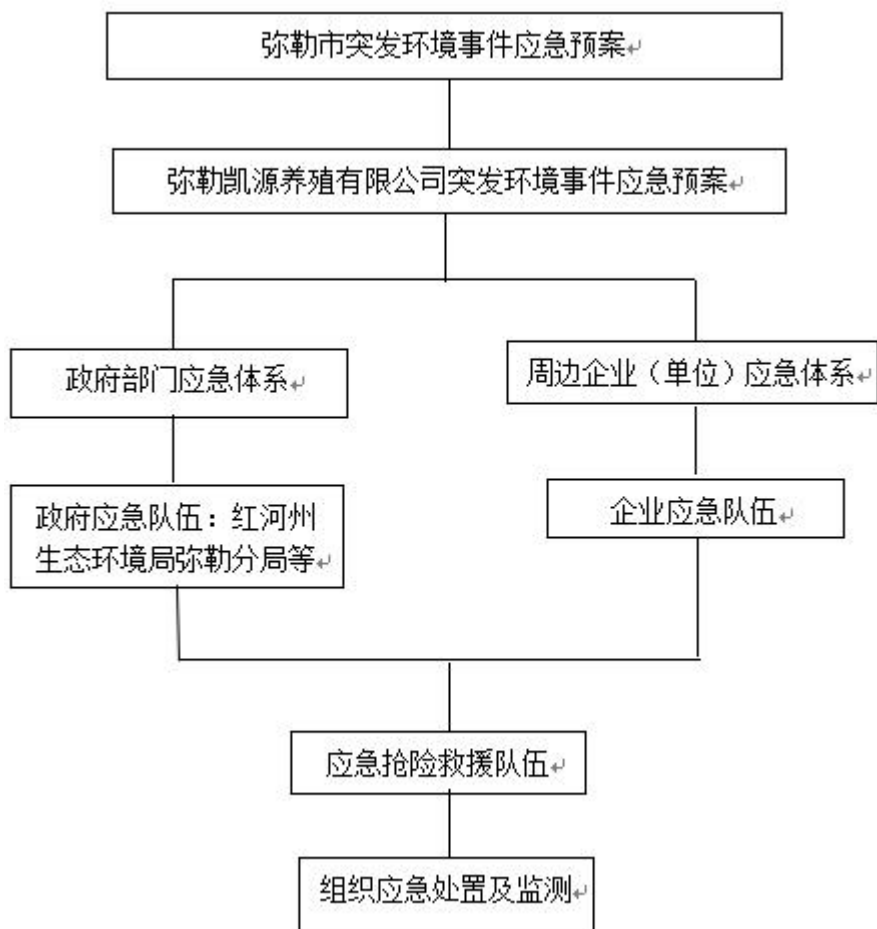 弥勒市突发环境事件应急预案
弥勒凯源养殖有限公司突发环境事件应急预案
政府部门应急体系
周边企业（单位）应急体系
政府应急队伍：红河州
生态环境局弥勒分局等
企业应急队伍
应急抢险救援队伍
组织应急处置及监测